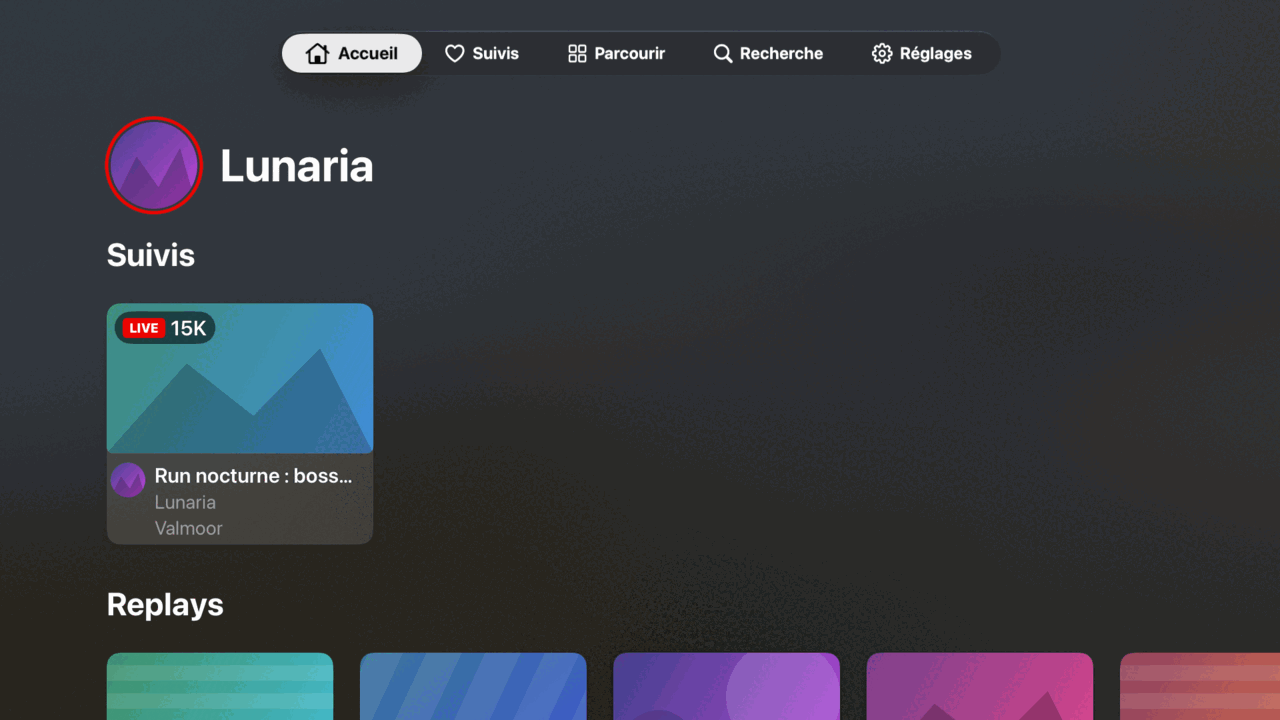 Accueil
Suivis
Parcourir
Recherche
Réglages
Lunaria
Suivis
LIVE 15K
Run nocturne : boss...
Lunaria
Valmoor
Replays